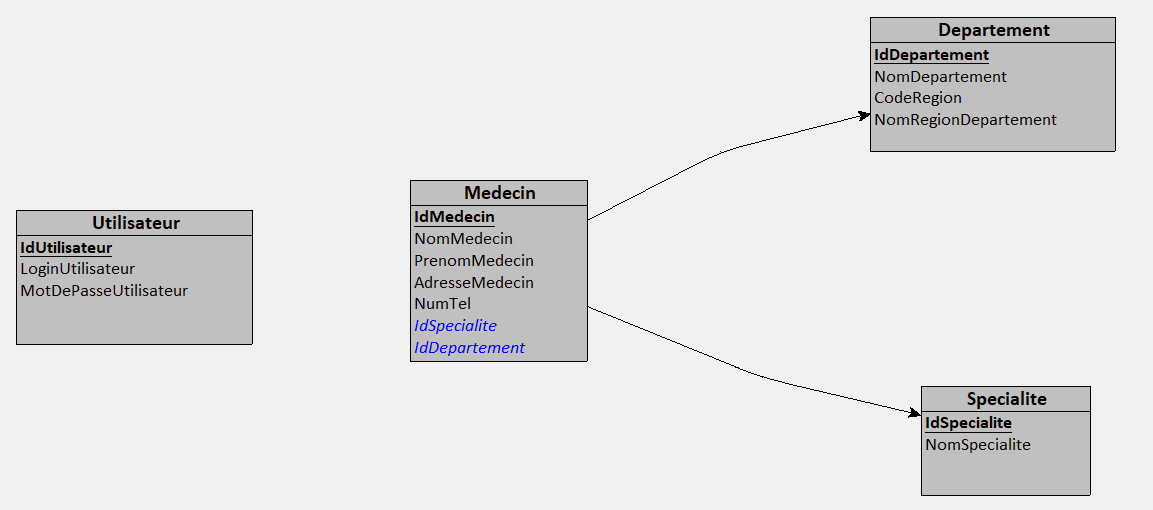 Utilisateur
IdUtilisateur
LoginUtilisateur
MotDePasseUtilisateur
Medecin
IdMedecin
NomMedecin
PrenomMedecin
AdresseMedecin
NumTel
IdSpecialite
IdDepartement
Departement
IdDepartement
NomDepartement
CodeRegion
NomRegionDepartement
Specialite
IdSpecialite
NomSpecialite